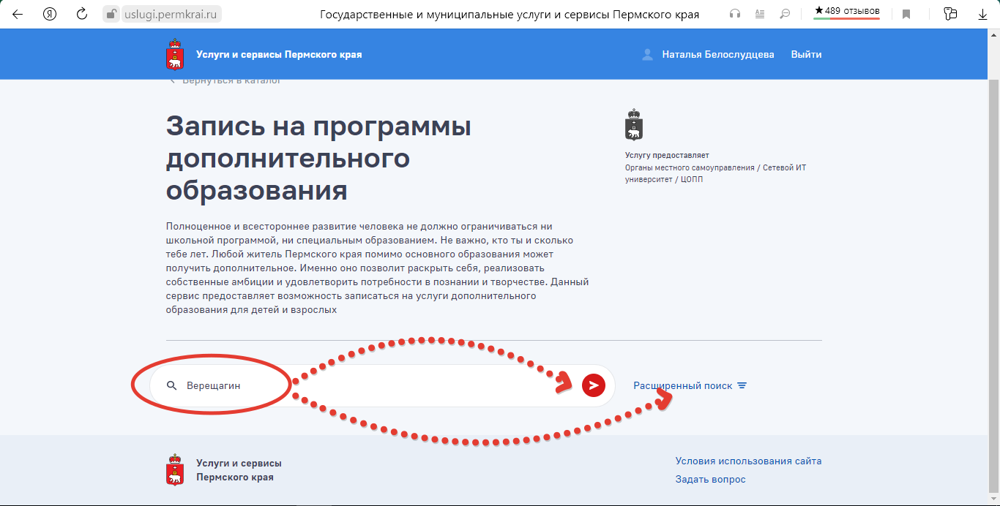 Я
uslugi.permkrai.ru
Государственные и муниципальные услуги и сервисы Пермского края
★489 отзывов
Услуги и сервисы Пермского края
Наталья Белослудцева
Выйти
Вернуться в каталог
Запись на программы
дополнительного
образования
Услугу предоставляет
Органы местного самоуправления / Сетевой ИТ
университет / ЦОПП
Полноценное и всестороннее развитие человека не должно ограничиваться ни
школьной программой, ни специальным образованием. Не важно, кто ты и сколько
тебе лет. Любой житель Пермского края помимо основного образования может
получить дополнительное. Именно оно позволит раскрыть себя, реализовать
собственные амбиции и удовлетворить потребности в познании и творчестве. Данный
сервис предоставляет возможность записаться на услуги дополнительного
образования для детей и взрослых
Верещагин
Расширенный поиск
Услуги и сервисы
Пермского края
Условия использования сайта
Задать вопрос